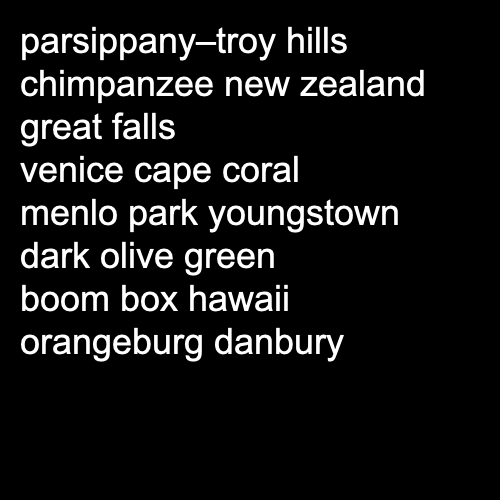 parsippany–troy hills
chimpanzee new zealand
great falls
venice cape coral
menlo park youngstown
dark olive green
boom box hawaii
orangeburg danbury